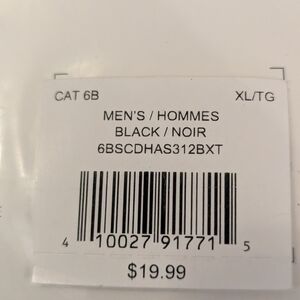 CAT 6B XL/TG
MEN'S / HOMMES
BLACK / NOIR
6BSCDHAS312BXT
4 10027 91771 5
$19.99